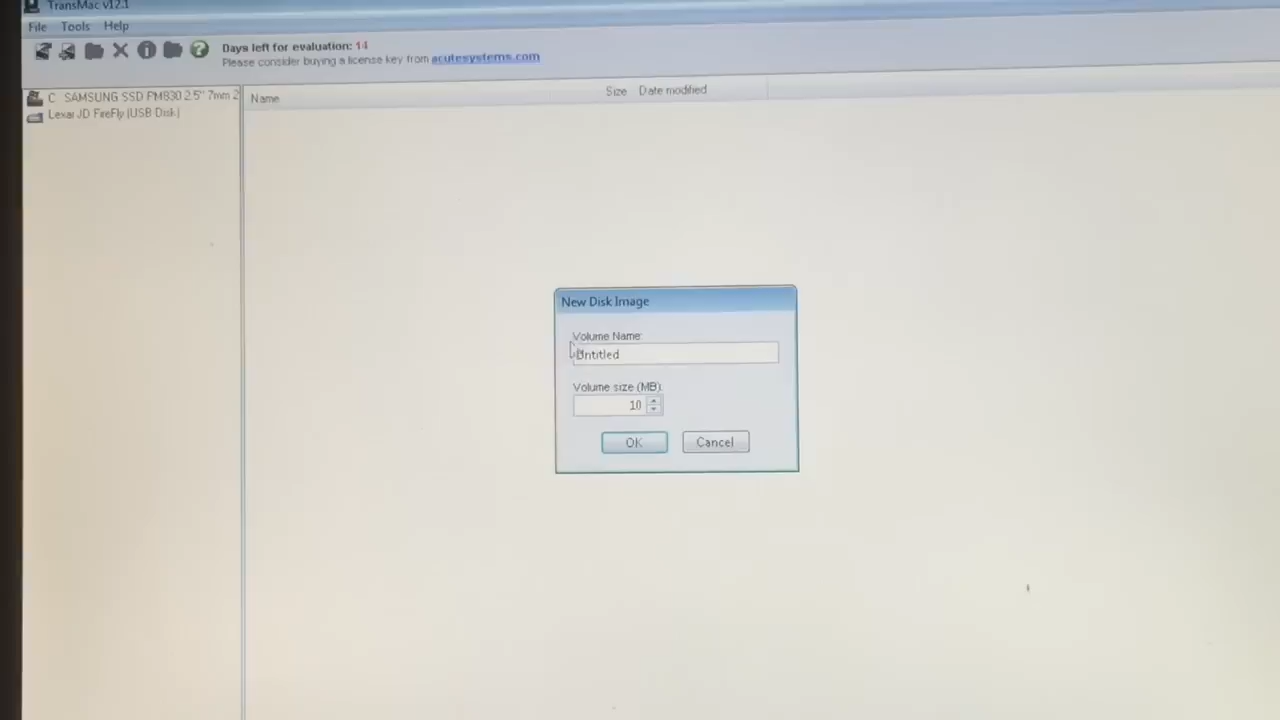 TransMac v12.1
File Tools Help
Days left for evaluation: 14
Please consider buying a license key from acutesystems.com
C SAMSUNG SSD PM830 2.5" 7mm 2
Lexar JD FireFly (USB Disk)
Name Size Date modified
New Disk Image
Volume Name:
Untitled
Volume size (MB):
10
OK Cancel